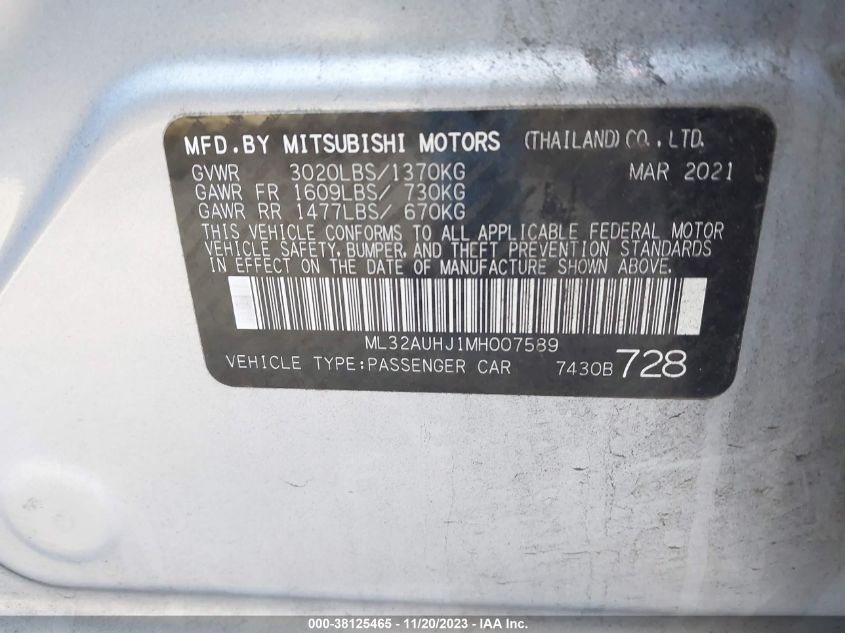 MFD.BY MITSUBISHI MOTORS (THAILAND) CO., LTD.
GVWR 3020LBS/1370KG MAR 2021
GAWR FR 1609LBS/ 730KG
GAWR RR 1477LBS/ 670KG
THIS VEHICLE CONFORMS TO ALL APPLICABLE FEDERAL MOTOR
VEHICLE SAFETY, BUMPER, AND THEFT PREVENTION STANDARDS
IN EFFECT ON THE DATE OF MANUFACTURE SHOWN ABOVE.
ML32AUHJ1MH007589
VEHICLE TYPE:PASSENGER CAR 7430B 728
000-38125465 - 11/20/2023 - IAA Inc.